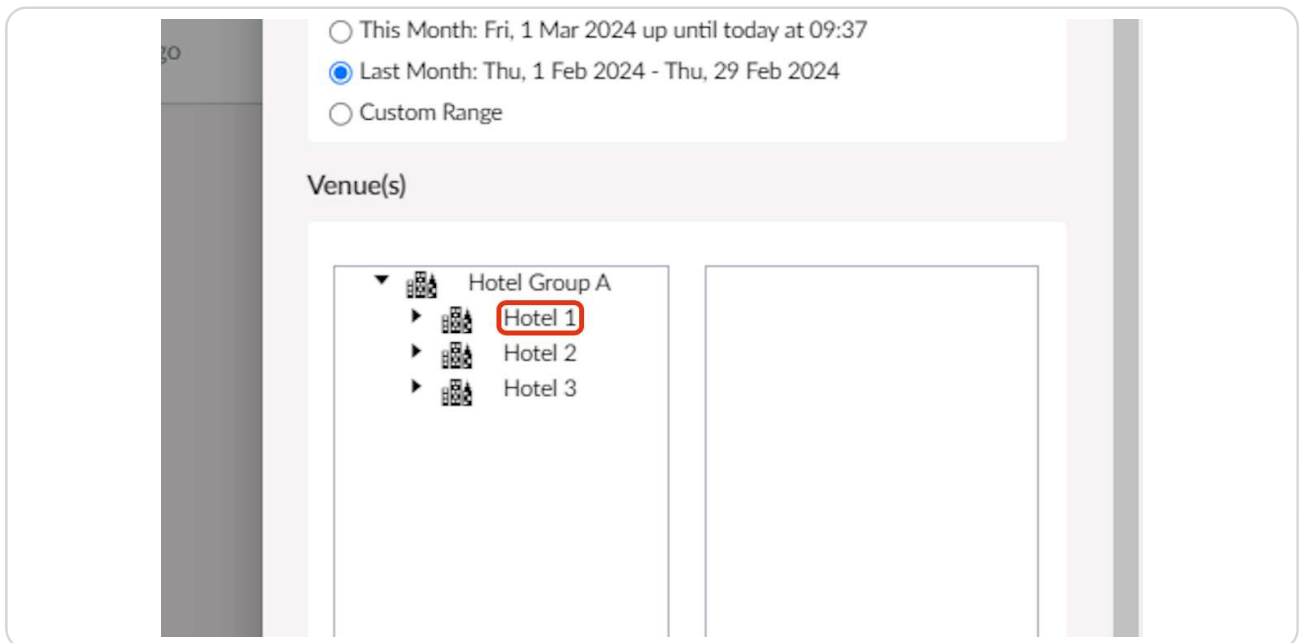 This Month: Fri, 1 Mar 2024 up until today at 09:37
go
Last Month: Thu, 1 Feb 2024 - Thu, 29 Feb 2024
Custom Range
Venue(s)
Hotel Group A
Hotel 1
Hotel 2
Hotel 3